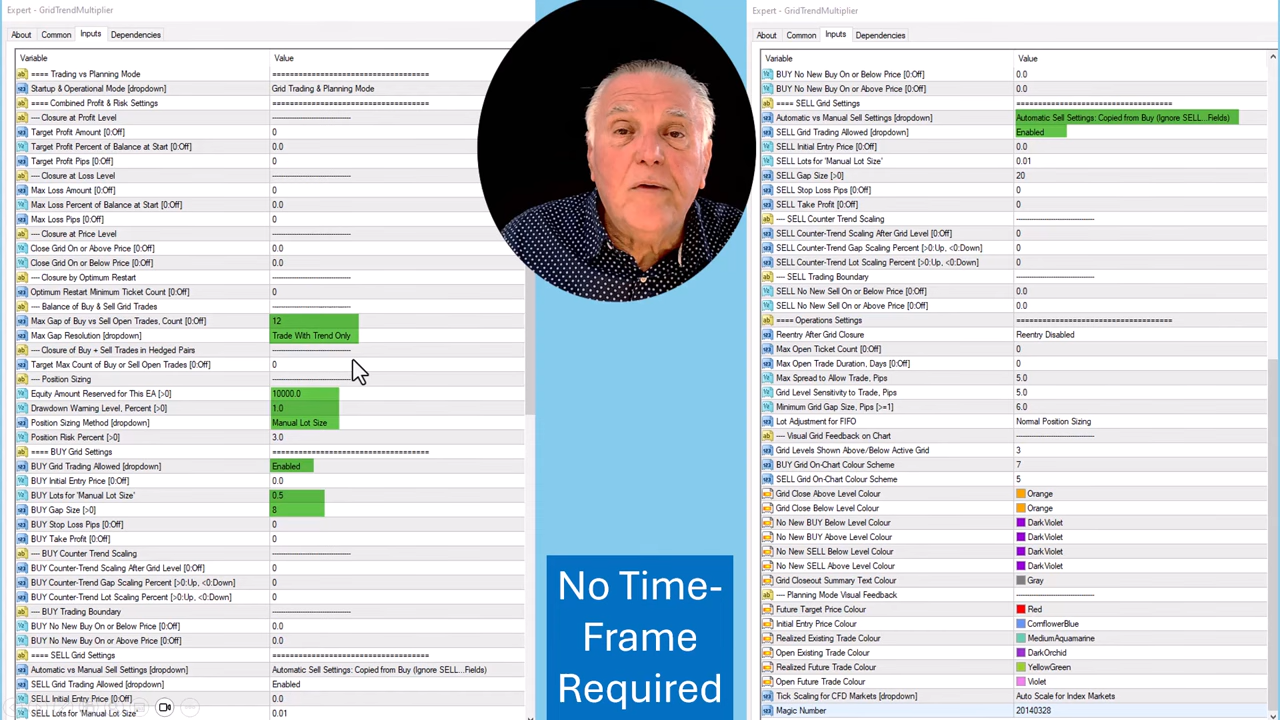 Expert - GridTrendMultiplier
About Common Inputs Dependencies
Variable Value
==== Trading vs Planning Mode ===================================
Startup & Operational Mode [dropdown] Grid Trading & Planning Mode
==== Combined Profit & Risk Settings ===================================
---- Closure at Profit Level ------------------------------
Target Profit Amount [0:Off] 0
Target Profit Percent of Balance at Start [0:Off] 0.0
Target Profit Pips [0:Off] 0
---- Closure at Loss Level ------------------------------
Max Loss Amount [0:Off] 0
Max Loss Percent of Balance at Start [0:Off] 0.0
Max Loss Pips [0:Off] 0
---- Closure at Price Level ------------------------------
Close Grid On or Above Price [0:Off] 0.0
Close Grid On or Below Price [0:Off] 0.0
---- Closure by Optimum Restart ------------------------------
Optimum Restart Minimum Ticket Count [0:Off] 0
---- Balance of Buy & Sell Grid Trades ------------------------------
Max Gap of Buy vs Sell Open Trades, Count [0:Off] 12
Max Gap Resolution [dropdown] Trade With Trend Only
---- Closure of Buy + Sell Trades in Hedged Pairs ------------------------------
Target Max Count of Buy or Sell Open Trades [0:Off] 0
---- Position Sizing ------------------------------
Equity Amount Reserved for This EA [>0] 10000.0
Drawdown Warning Level, Percent [>0] 1.0
Position Sizing Method [dropdown] Manual Lot Size
Position Risk Percent [>0] 3.0
==== BUY Grid Settings ===================================
BUY Grid Trading Allowed [dropdown] Enabled
BUY Initial Entry Price [0:Off] 0.0
BUY Lots for 'Manual Lot Size' 0.5
BUY Gap Size [>0] 8
BUY Stop Loss Pips [0:Off] 0
BUY Take Profit [0:Off] 0
---- BUY Counter Trend Scaling ------------------------------
BUY Counter-Trend Scaling After Grid Level [0:Off] 0
BUY Counter-Trend Gap Scaling Percent [>0:Up, <0:Down] 0
BUY Counter-Trend Lot Scaling Percent [>0:Up, <0:Down] 0
---- BUY Trading Boundary ------------------------------
BUY No New Buy On or Below Price [0:Off] 0.0
BUY No New Buy On or Above Price [0:Off] 0.0
==== SELL Grid Settings ===================================
Automatic vs Manual Sell Settings [dropdown] Automatic Sell Settings: Copied from Buy (Ignore SELL...Fields)
SELL Grid Trading Allowed [dropdown] Enabled
SELL Initial Entry Price [0:Off] 0.0
SELL Lots for 'Manual Lot Size' 0.01
No Time-
Frame
Required
Expert - GridTrendMultiplier
About Common Inputs Dependencies
Variable Value
BUY No New Buy On or Below Price [0:Off] 0.0
BUY No New Buy On or Above Price [0:Off] 0.0
==== SELL Grid Settings ===================================
Automatic vs Manual Sell Settings [dropdown] Automatic Sell Settings: Copied from Buy (Ignore SELL...Fields)
SELL Grid Trading Allowed [dropdown] Enabled
SELL Initial Entry Price [0:Off] 0.0
SELL Lots for 'Manual Lot Size' 0.01
SELL Gap Size [>0] 20
SELL Stop Loss Pips [0:Off] 0
SELL Take Profit [0:Off] 0
---- SELL Counter Trend Scaling ------------------------------
SELL Counter-Trend Scaling After Grid Level [0:Off] 0
SELL Counter-Trend Gap Scaling Percent [>0:Up, <0:Down] 0
SELL Counter-Trend Lot Scaling Percent [>0:Up, <0:Down] 0
---- SELL Trading Boundary ------------------------------
SELL No New Sell On or Below Price [0:Off] 0.0
SELL No New Sell On or Above Price [0:Off] 0.0
==== Operations Settings ===================================
Reentry After Grid Closure Reentry Disabled
Max Open Ticket Count [0:Off] 0
Max Open Trade Duration, Days [0:Off] 0
Max Spread to Allow Trade, Pips 5.0
Grid Level Sensitivity to Trade, Pips 5.0
Minimum Grid Gap Size, Pips [>=1] 6.0
Lot Adjustment for FIFO Normal Position Sizing
---- Visual Grid Feedback on Chart ------------------------------
Grid Levels Shown Above/Below Active Grid 3
BUY Grid On-Chart Colour Scheme 7
SELL Grid On-Chart Colour Scheme 5
Grid Close Above Level Colour Orange
Grid Close Below Level Colour Orange
No New BUY Below Level Colour DarkViolet
No New BUY Above Level Colour DarkViolet
No New SELL Below Level Colour DarkViolet
No New SELL Above Level Colour DarkViolet
Grid Closeout Summary Text Colour Gray
---- Planning Mode Visual Feedback ------------------------------
Future Target Price Colour Red
Initial Entry Price Colour CornflowerBlue
Realized Existing Trade Colour MediumAquamarine
Open Existing Trade Colour DarkOrchid
Realized Future Trade Colour YellowGreen
Open Future Trade Colour Violet
Tick Scaling for CFD Markets [dropdown] Auto Scale for Index Markets
Magic Number 20140328